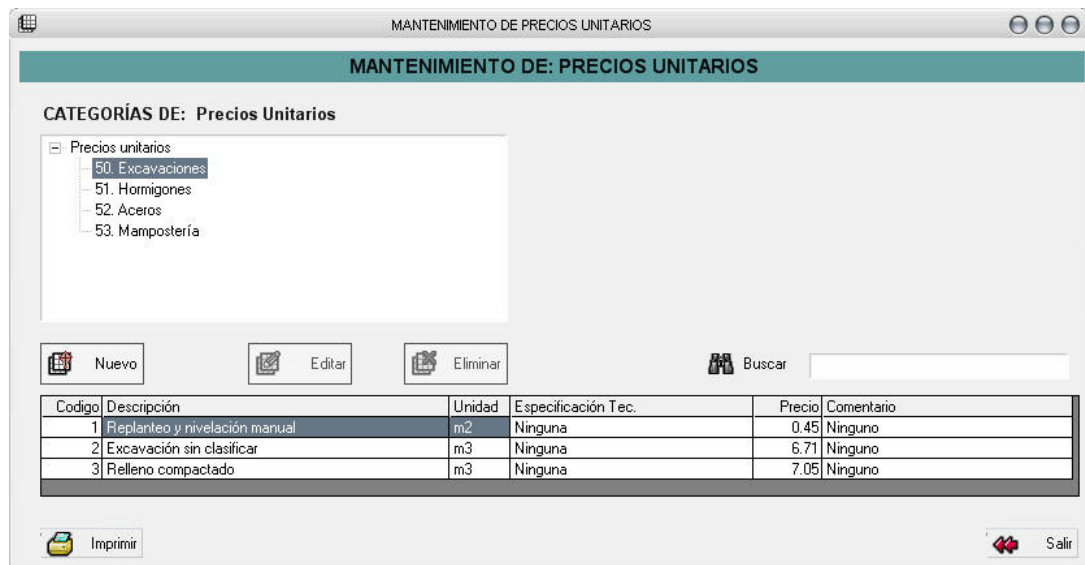 MANTENIMIENTO DE PRECIOS UNITARIOS
MANTENIMIENTO DE: PRECIOS UNITARIOS
CATEGORÍAS DE: Precios Unitarios
Precios unitarios
50. Excavaciones
51. Hormigones
52. Aceros
53. Mampostería
Nuevo Editar Eliminar Buscar
Codigo Descripción Unidad Especificación Tec. Precio Comentario
1 Replanteo y nivelación manual m2 Ninguna 0.45 Ninguno
2 Excavación sin clasificar m3 Ninguna 6.71 Ninguno
3 Relleno compactado m3 Ninguna 7.05 Ninguno
Imprimir Salir